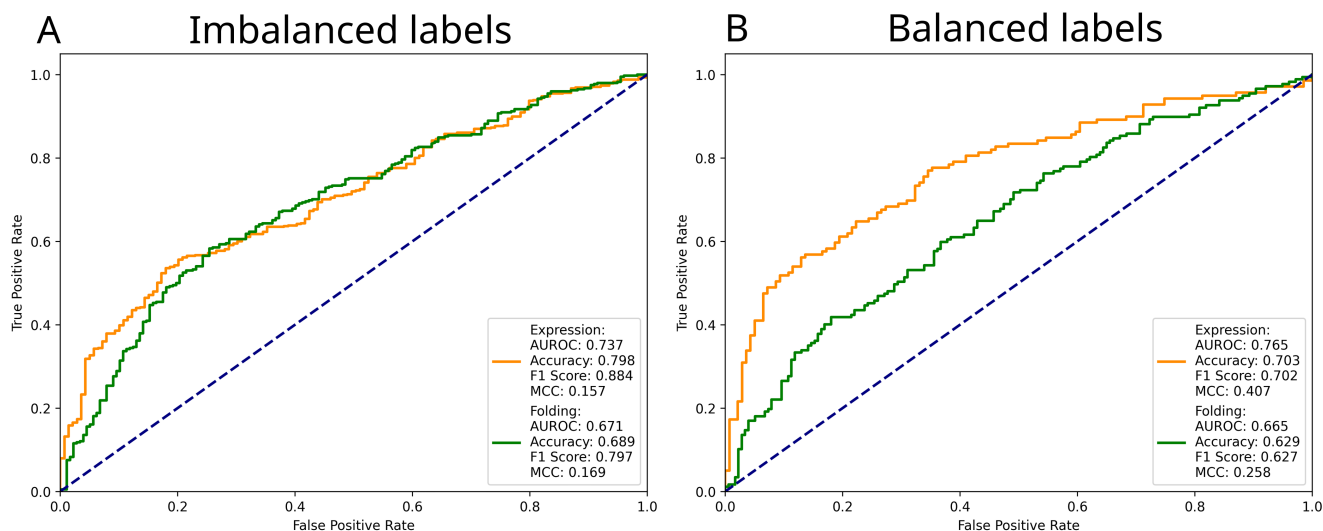 A
Imbalanced labels
True Positive Rate
1.0
0.8
0.6
0.4
0.2
0.0
Expression:
AUROC: 0.737
Accuracy: 0.798
F1 Score: 0.884
MCC: 0.157
Folding:
AUROC: 0.671
Accuracy: 0.689
F1 Score: 0.797
MCC: 0.169
0.0 0.2 0.4 0.6 0.8 1.0
False Positive Rate
B
Balanced labels
True Positive Rate
1.0
0.8
0.6
0.4
0.2
0.0
Expression:
AUROC: 0.765
Accuracy: 0.703
F1 Score: 0.702
MCC: 0.407
Folding:
AUROC: 0.665
Accuracy: 0.629
F1 Score: 0.627
MCC: 0.258
0.0 0.2 0.4 0.6 0.8 1.0
False Positive Rate